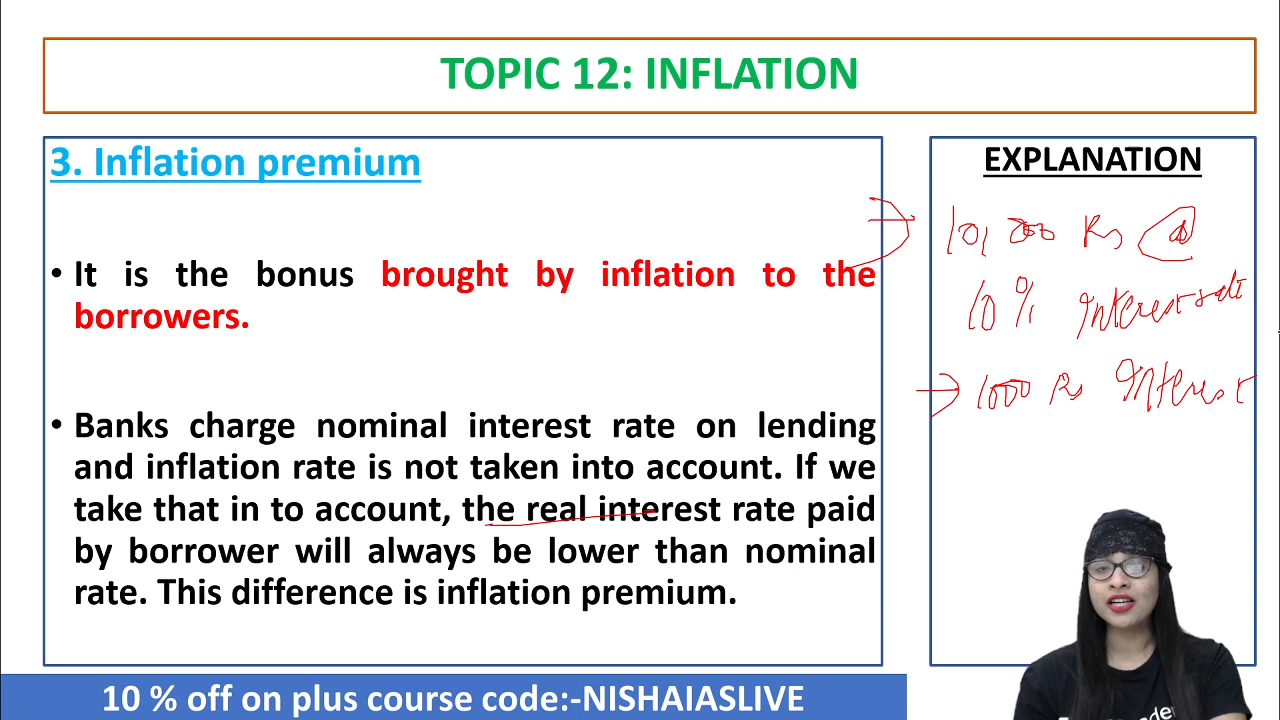 TOPIC 12: INFLATION
3. Inflation premium
• It is the bonus brought by inflation to the
borrowers.
• Banks charge nominal interest rate on lending
and inflation rate is not taken into account. If we
take that in to account, the real interest rate paid
by borrower will always be lower than nominal
rate. This difference is inflation premium.
EXPLANATION
10,000 Rs @
10% Interest rate
1000 Rs Interest
10 % off on plus course code:-NISHAIASLIVE